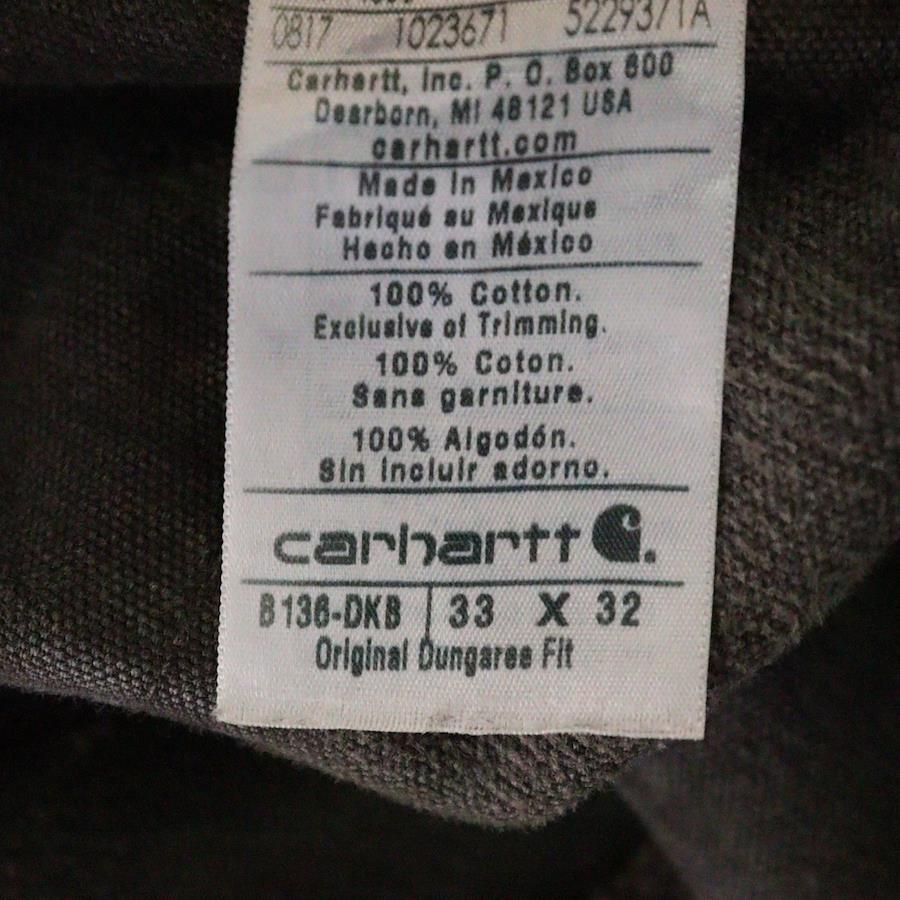 0817 1023671 5229371A
Carhartt, Inc. P. O. Box 600
Dearborn, MI 48121 USA
carhartt.com
Made in Mexico
Fabriqué au Mexique
Hecho en México
100% Cotton.
Exclusive of Trimming.
100% Coton.
Sans garniture.
100% Algodón.
Sin incluir adorno.
carhartt
B136-DKB 33 X 32
Original Dungaree Fit